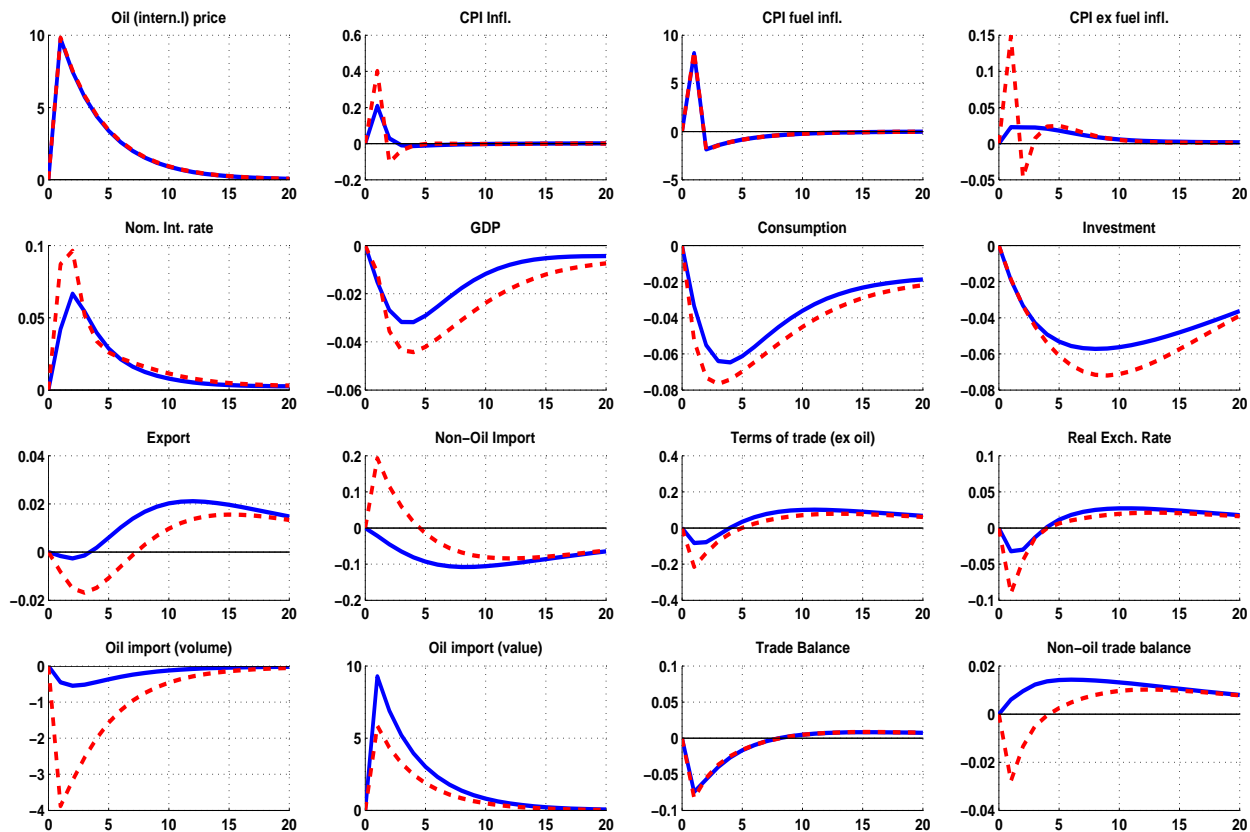 Oil (intern.l) price
10
5
0
0 5 10 15 20
CPI Infl.
0.6
0.4
0.2
0
−0.2
0 5 10 15 20
CPI fuel infl.
10
5
0
−5
0 5 10 15 20
CPI ex fuel infl.
0.15
0.10
0.05
0
−0.05
0 5 10 15 20
Nom. Int. rate
0.1
0.05
0
0 5 10 15 20
GDP
0
−0.02
−0.04
−0.06
0 5 10 15 20
Consumption
0
−0.02
−0.04
−0.06
−0.08
0 5 10 15 20
Investment
0
−0.02
−0.04
−0.06
−0.08
0 5 10 15 20
Export
0.04
0.02
0
−0.02
0 5 10 15 20
Non−Oil Import
0.2
0.1
0
−0.1
−0.2
0 5 10 15 20
Terms of trade (ex oil)
0.4
0.2
0
−0.2
−0.4
0 5 10 15 20
Real Exch. Rate
0.1
0.05
0
−0.05
−0.1
0 5 10 15 20
Oil import (volume)
0
−1
−2
−3
−4
0 5 10 15 20
Oil import (value)
10
5
0
0 5 10 15 20
Trade Balance
0.1
0.05
0
−0.05
−0.1
0 5 10 15 20
Non−oil trade balance
0.02
0
−0.02
−0.04
0 5 10 15 20